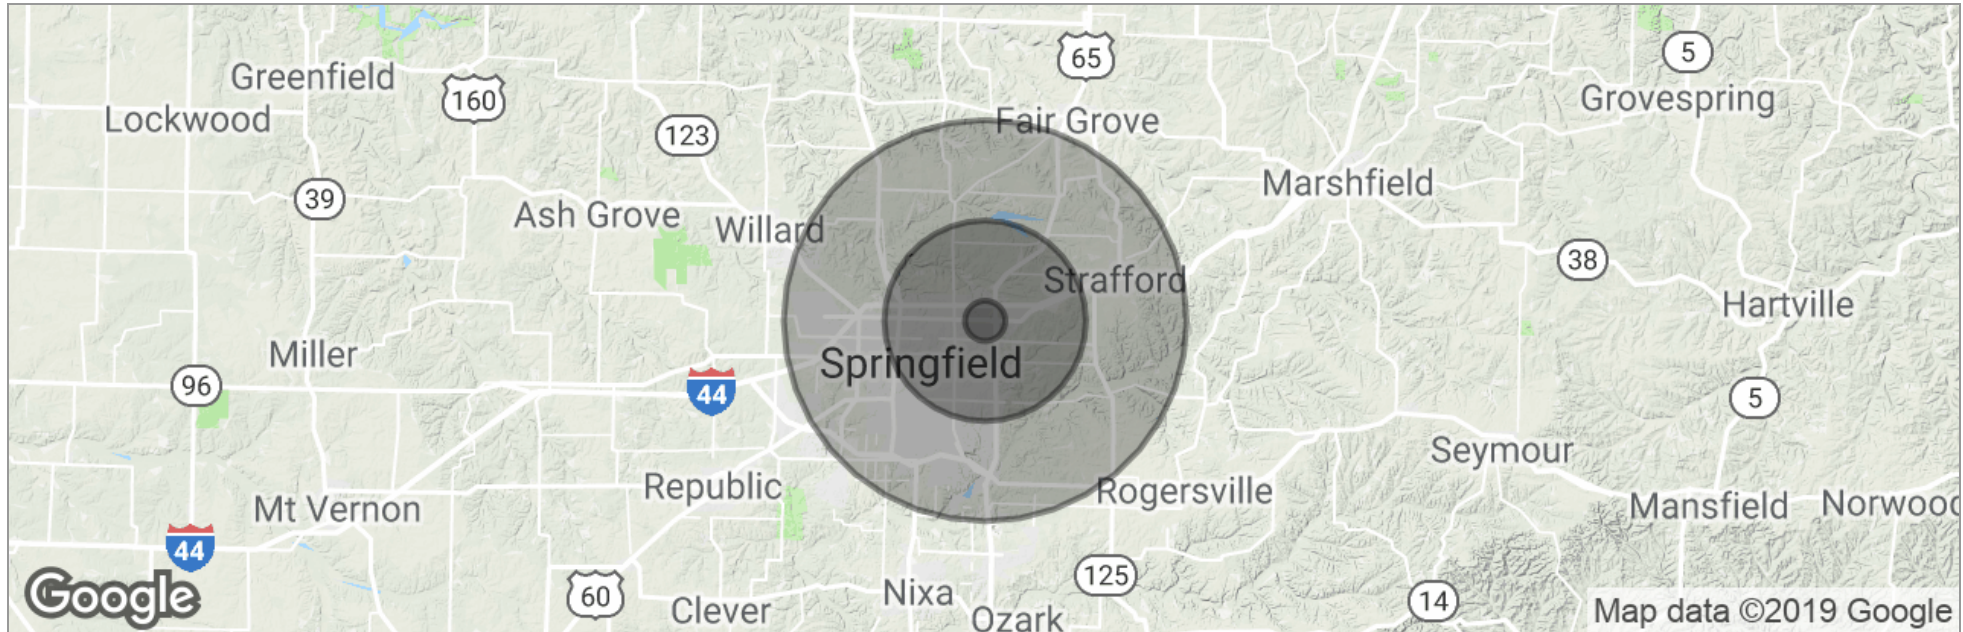 65
5
Greenfield
160
Grovespring
Lockwood
Fair Grove
123
Marshfield
39
Ash Grove
Willard
38
Strafford
Hartville
Miller
Springfield
96
44
5
Seymour
Republic
Rogersville
Mt Vernon
Mansfield
Norwood
44
125
Google
60
Nixa
14
Clever
Ozark
Map data ©2019 Google